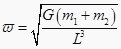 ϖ = √(G(m₁ + m₂) / L³)